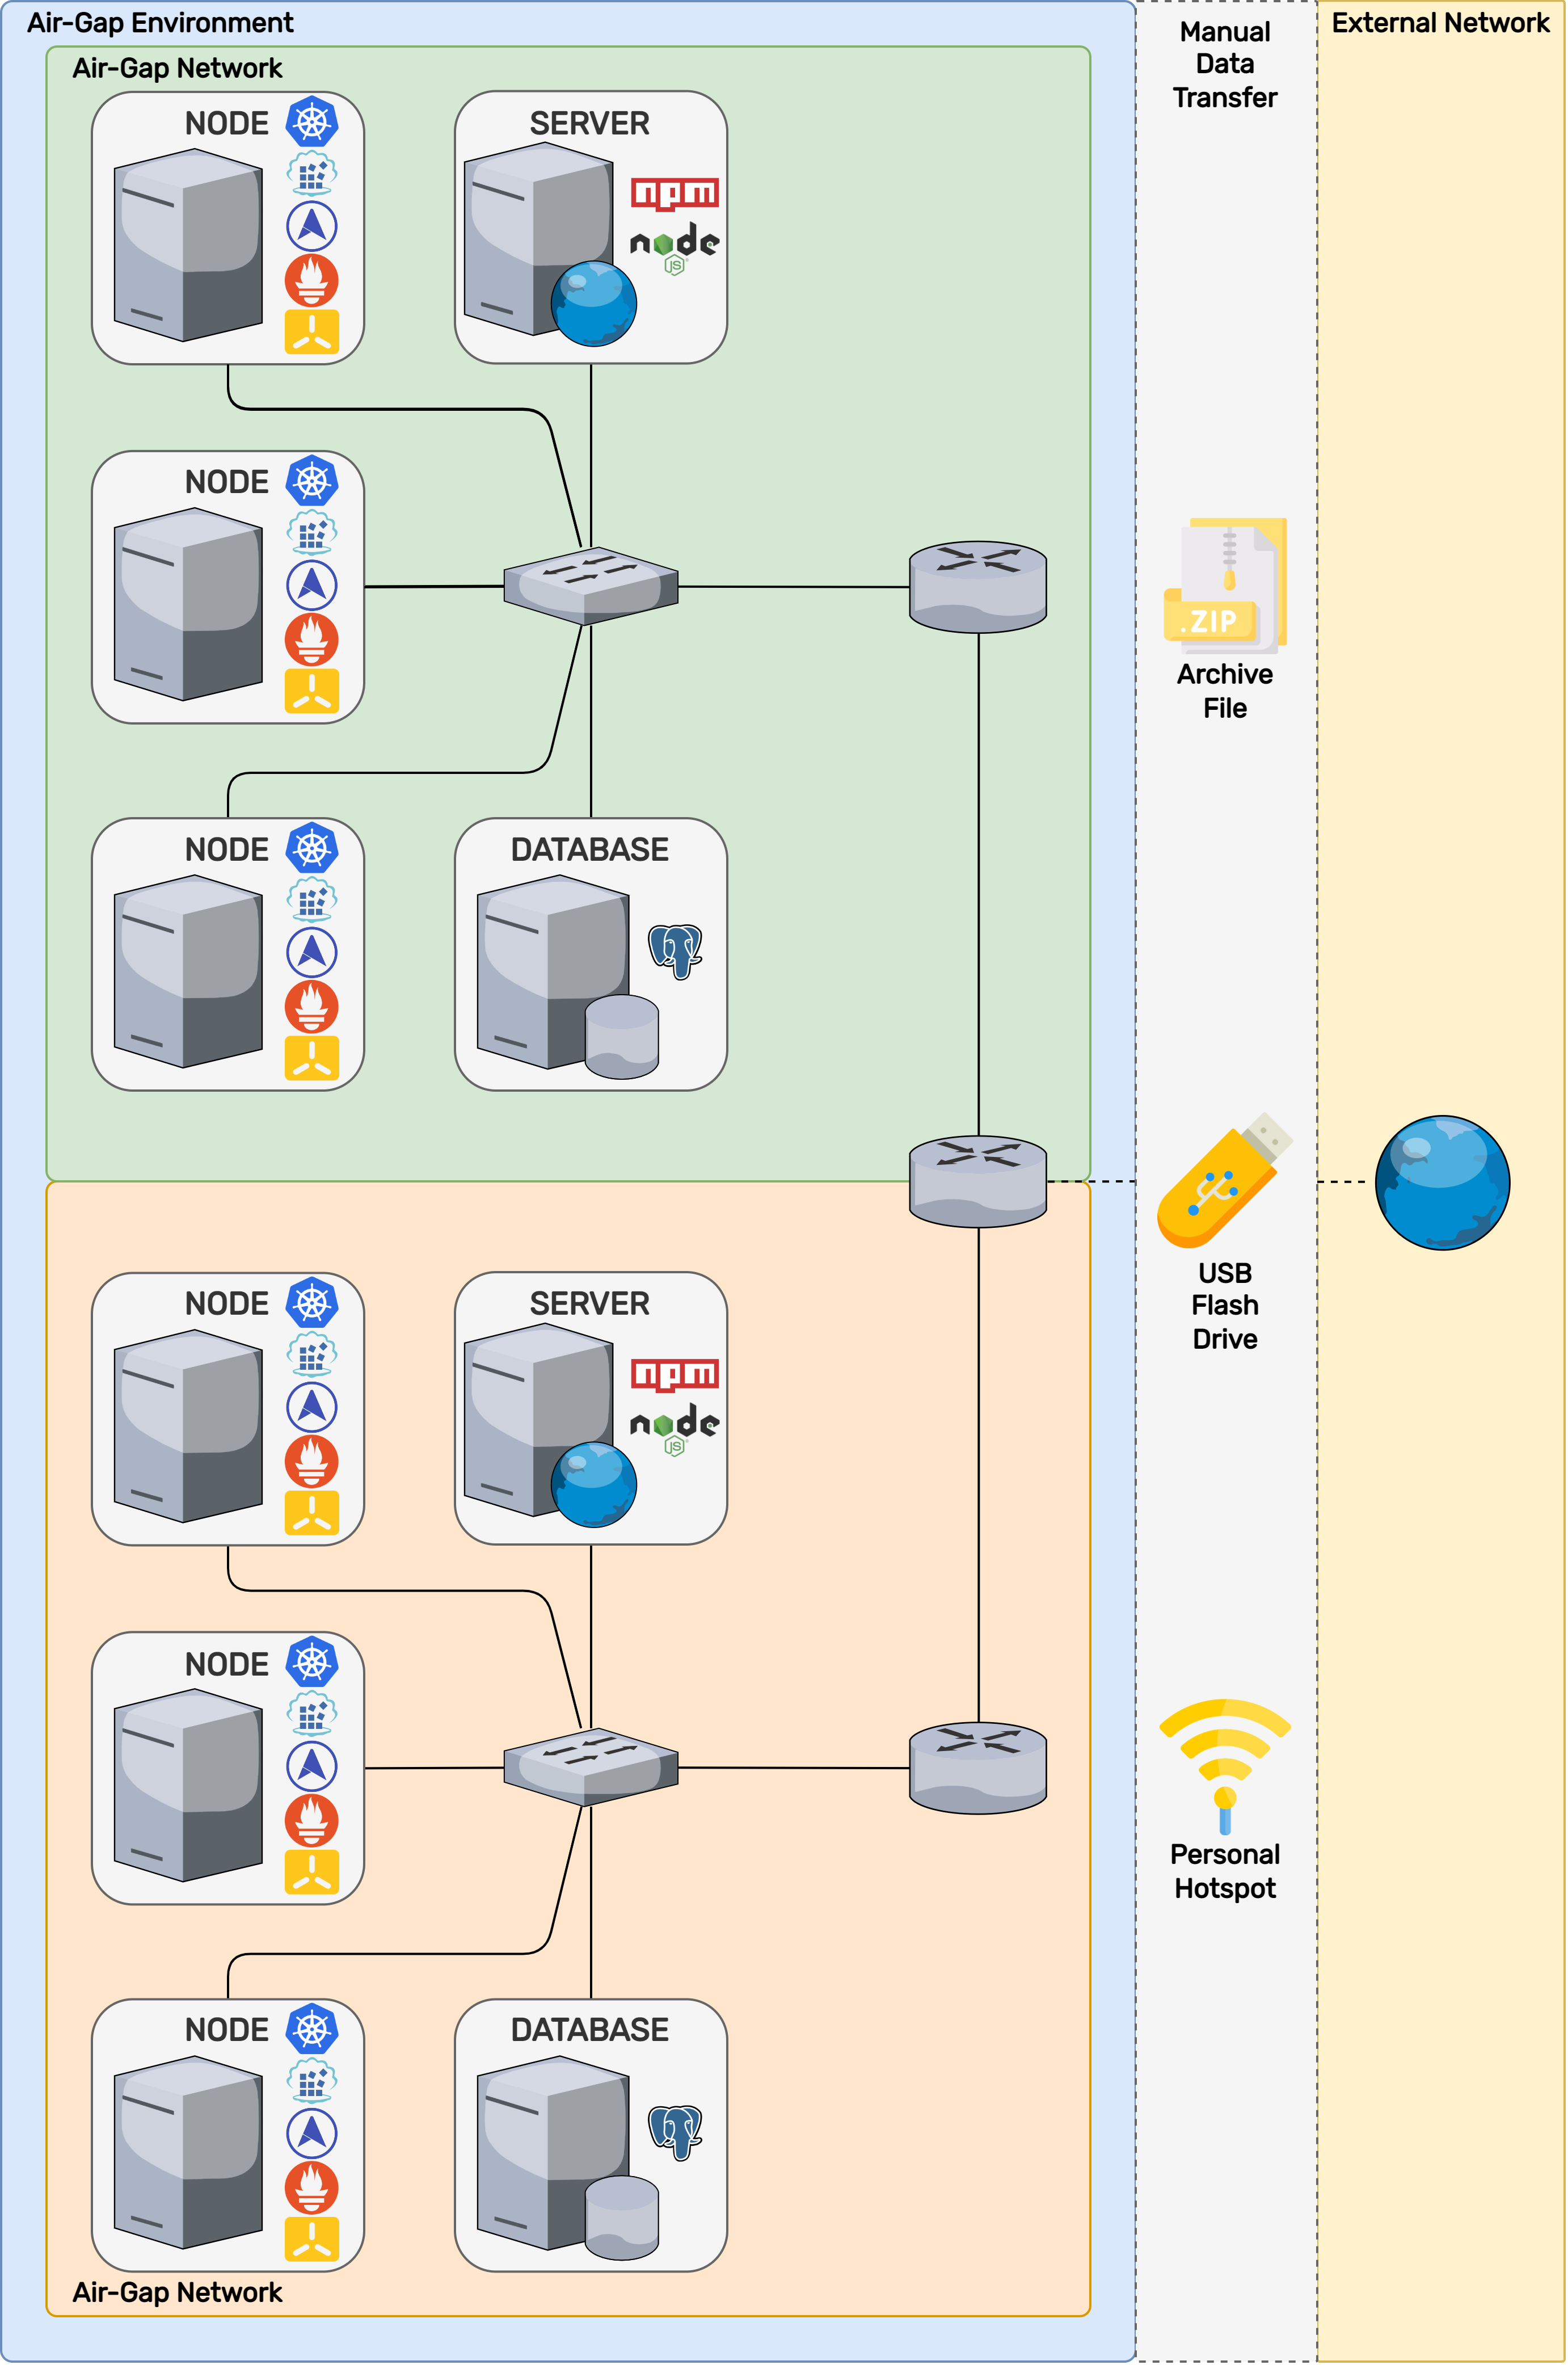 Air-Gap Environment
Air-Gap Network
NODE
SERVER
npm
node
JS
NODE
NODE
DATABASE
NODE
SERVER
npm
node
JS
NODE
NODE
DATABASE
Air-Gap Network
Manual
Data
Transfer
.ZIP
Archive
File
USB
Flash
Drive
Personal
Hotspot
External Network